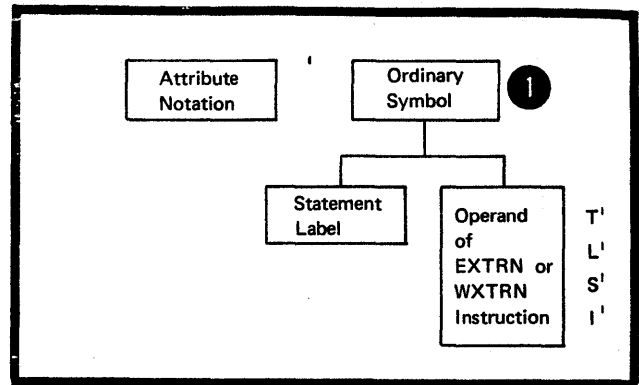 Attribute
Notation
'
Ordinary
Symbol
1
Statement
Label
Operand
of
EXTRN or
WXTRN
Instruction
T'
L'
S'
I'